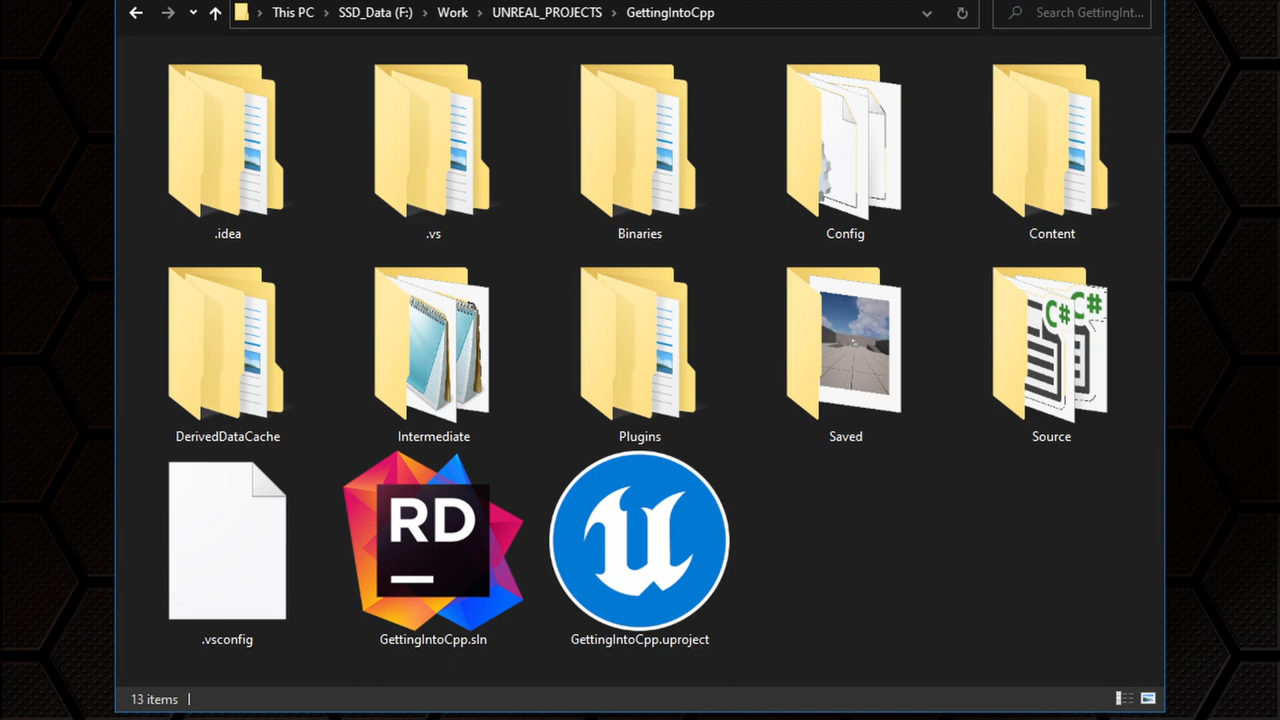 This PC > SSD_Data (F:) > Work > UNREAL_PROJECTS > GettingIntoCpp
Search GettingInt...
.idea
.vs
Binaries
Config
Content
C#
C#
DerivedDataCache
Intermediate
Plugins
Saved
Source
RD
.vsconfig
GettingIntoCpp.sln
GettingIntoCpp.uproject
13 items